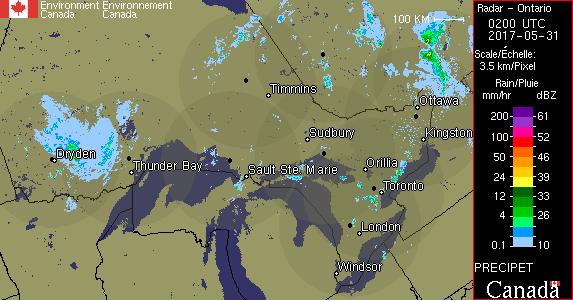 Environment Environnement
Canada Canada
100 KM
Timmins
Ottawa
Sudbury
Kingston
Dryden
Thunder Bay
Sault Ste. Marie
Orillia
Toronto
London
Windsor
Radar - Ontario
0200 UTC
2017-05-31
Scale/Échelle:
3.5 km/Pixel
Rain/Pluie
mm/hr dBZ
200 61
100 52
50 46
24 39
12 33
4 26
0.1 10
PRECIPET
Canada